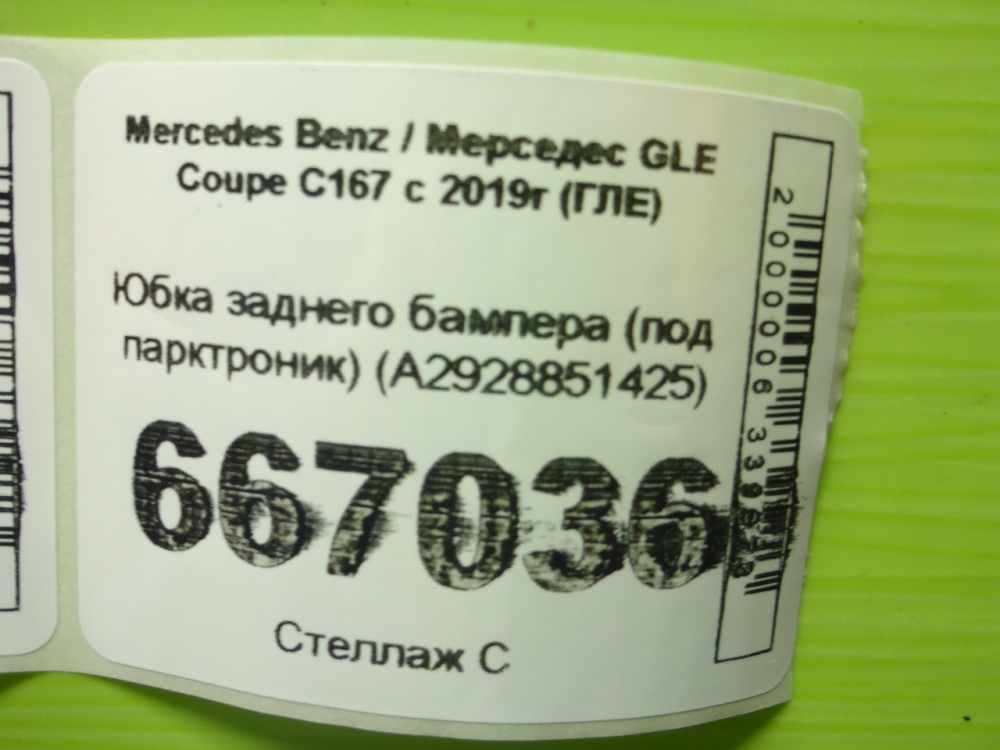 Mercedes Benz / Мерседес GLE
Coupe C167 с 2019г (ГЛЕ)
Юбка заднего бампера (под
парктроник) (A2928851425)
667036
Стеллаж С